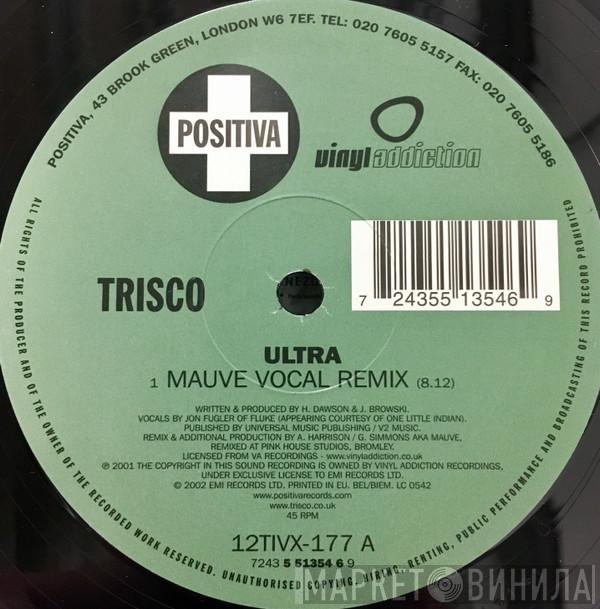 POSITIVA, 43 BROOK GREEN, LONDON W6 7EF. TEL: 020 7605 5157 FAX: 020 7605 5186
POSITIVA
vinyl addiction
7 24355 13546 9
TRISCO
ULTRA
1 MAUVE VOCAL REMIX (8.12)
WRITTEN & PRODUCED BY H. DAWSON & J. BROWSKI.
VOCALS BY JON FUGLER OF FLUKE (APPEARING COURTESY OF ONE LITTLE INDIAN).
PUBLISHED BY UNIVERSAL MUSIC PUBLISHING / V2 MUSIC.
REMIX & ADDITIONAL PRODUCTION BY A. HARRISON / G. SIMMONS AKA MAUVE,
REMIXED AT PINK HOUSE STUDIOS, BROMLEY.
LICENSED FROM VA RECORDINGS - www.vinyladdiction.co.uk
℗ 2001 THE COPYRIGHT IN THIS SOUND RECORDING IS OWNED BY VINYL ADDICTION RECORDINGS,
UNDER EXCLUSIVE LICENSE TO EMI RECORDS LTD.
© 2002 EMI RECORDS LTD. PRINTED IN EU. BEL/BIEM. LC 0542
www.positivarecords.com
www.trisco.co.uk
45 RPM
12TIVX-177 A
7243 5 51354 6 9
ALL RIGHTS OF THE PRODUCER AND OF THE OWNER OF THE RECORDED WORK RESERVED. UNAUTHORISED COPYING, HIRING, RENTING, PUBLIC PERFORMANCE AND BROADCASTING OF THIS RECORD PROHIBITED
МАРКЕТ ВИНИЛА